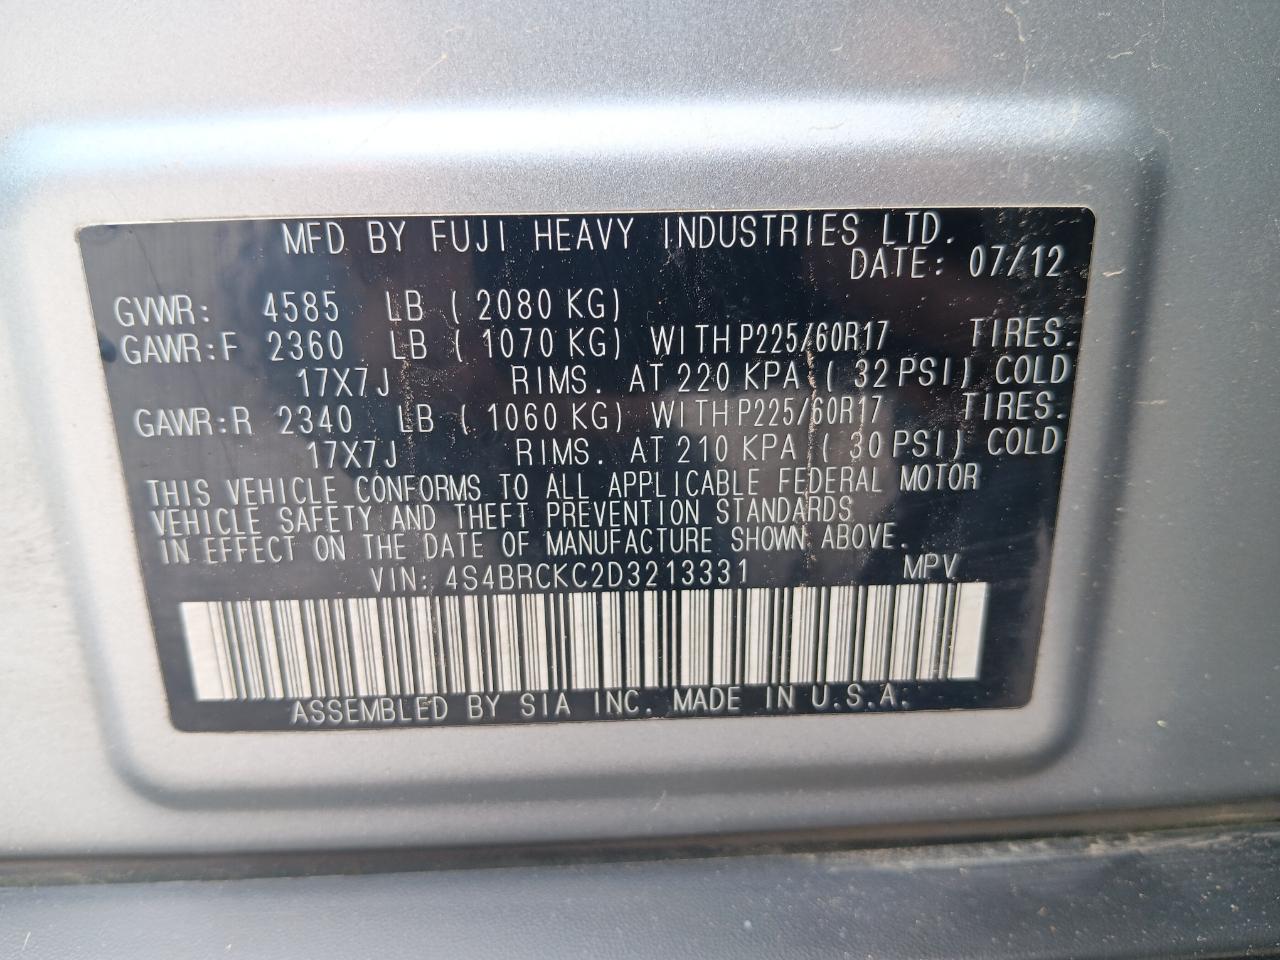 MFD BY FUJI HEAVY INDUSTRIES LTD.
DATE: 07/12
GVWR: 4585 LB ( 2080 KG)
GAWR:F 2360 LB ( 1070 KG) WITH P225/60R17 TIRES.
17X7J RIMS. AT 220 KPA ( 32 PSI) COLD
GAWR:R 2340 LB ( 1060 KG) WITH P225/60R17 TIRES.
17X7J RIMS. AT 210 KPA ( 30 PSI) COLD
THIS VEHICLE CONFORMS TO ALL APPLICABLE FEDERAL MOTOR
VEHICLE SAFETY AND THEFT PREVENTION STANDARDS
IN EFFECT ON THE DATE OF MANUFACTURE SHOWN ABOVE.
VIN: 4S4BRCKC2D3213331 MPV
ASSEMBLED BY SIA INC. MADE IN U.S.A.